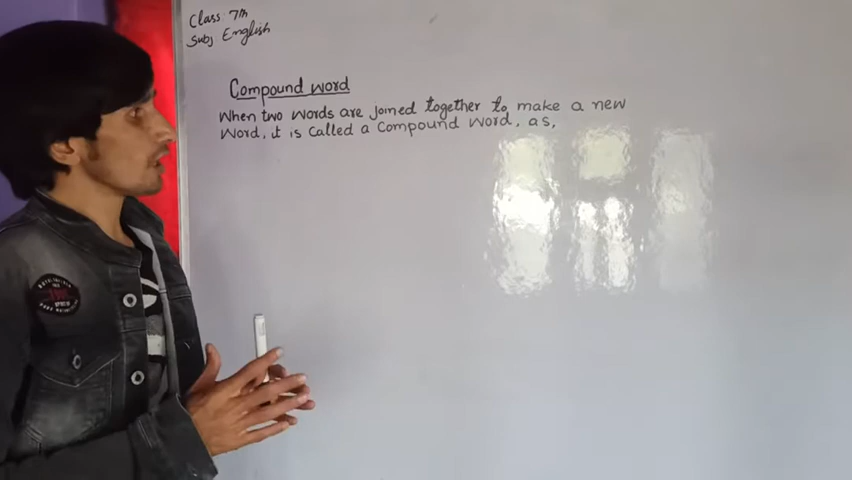 Class 7th
Subj English
Compound word
When two words are joined together to make a new
word, it is called a Compound word, as,